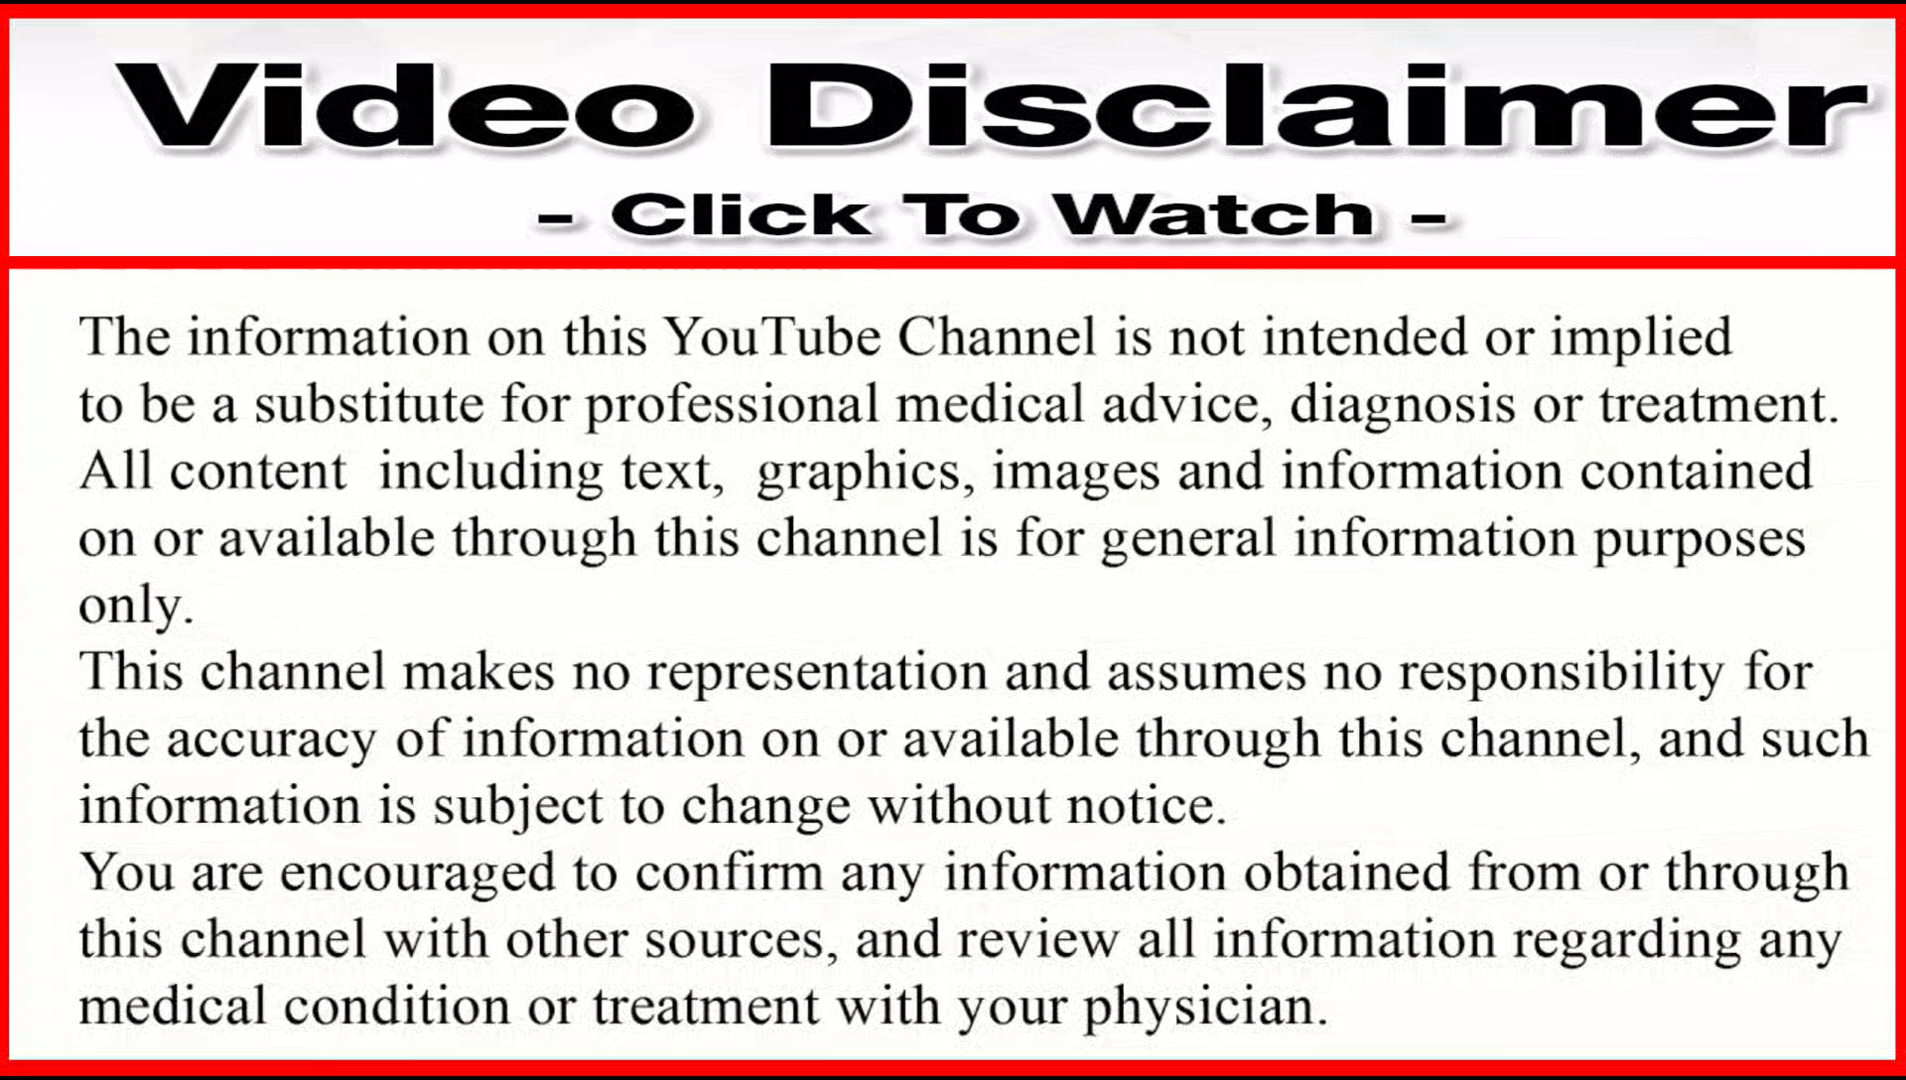 Video Disclaimer
- Click To Watch -
The information on this YouTube Channel is not intended or implied
to be a substitute for professional medical advice, diagnosis or treatment.
All content  including text,  graphics, images and information contained
on or available through this channel is for general information purposes
only.
This channel makes no representation and assumes no responsibility for
the accuracy of information on or available through this channel, and such
information is subject to change without notice.
You are encouraged to confirm any information obtained from or through
this channel with other sources, and review all information regarding any
medical condition or treatment with your physician.